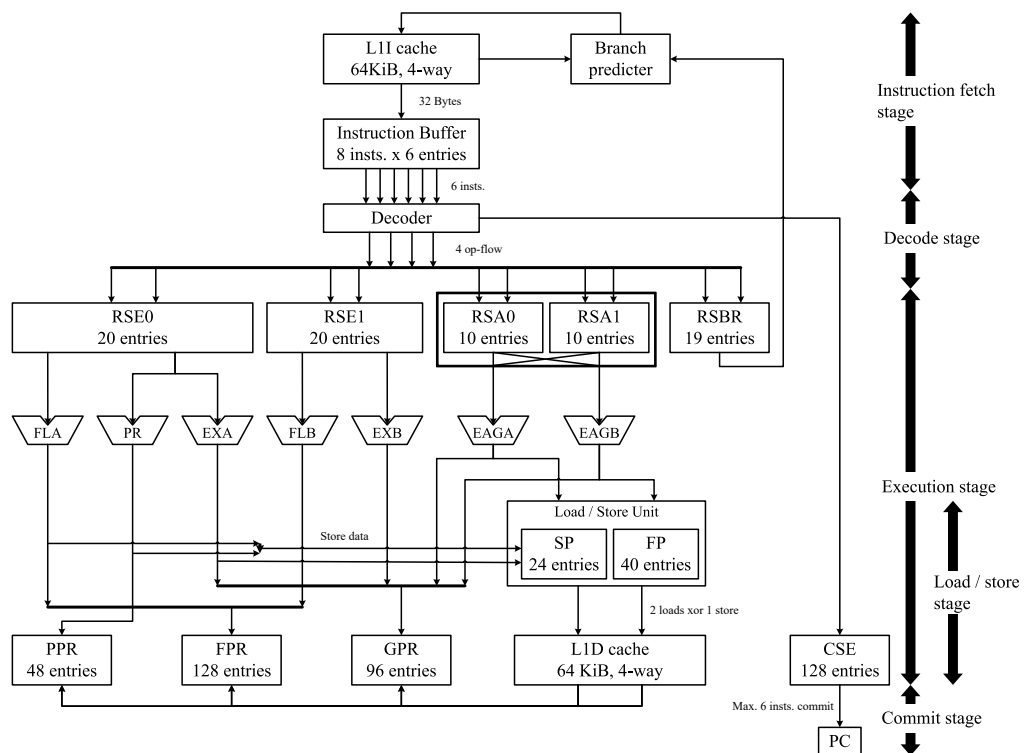 L1I cache
64KiB, 4-way
Branch
predicter
Instruction fetch
stage
32 Bytes
Instruction Buffer
8 insts. x 6 entries
6 insts.
Decoder
Decode stage
4 op-flow
RSE0
20 entries
RSE1
20 entries
RSA0
10 entries
RSA1
10 entries
RSBR
19 entries
FLA
PR
EXA
FLB
EXB
EAGA
EAGB
Execution stage
Load / Store Unit
Store data
SP
24 entries
FP
40 entries
Load / store
stage
2 loads xor 1 store
PPR
48 entries
FPR
128 entries
GPR
96 entries
L1D cache
64 KiB, 4-way
CSE
128 entries
Max. 6 insts. commit
Commit stage
PC